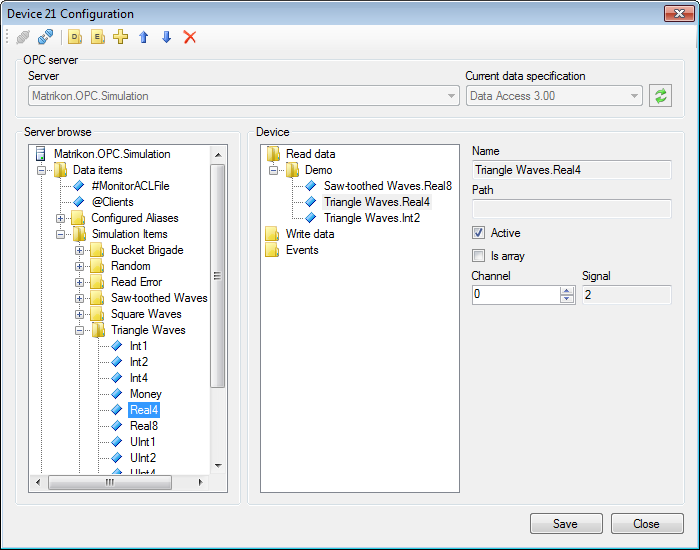 Device 21 Configuration
D E
OPC server
Server
Current data specification
Matrikon.OPC.Simulation
Data Access 3.00
Server browse
Matrikon.OPC.Simulation
Data items
#MonitorACLFile
@Clients
Configured Aliases
Simulation Items
Bucket Brigade
Random
Read Error
Saw-toothed Waves
Square Waves
Triangle Waves
Int1
Int2
Int4
Money
Real4
Real8
UInt1
UInt2
UInt4
Device
Read data
Demo
Saw-toothed Waves.Real8
Triangle Waves.Real4
Triangle Waves.Int2
Write data
Events
Name
Triangle Waves.Real4
Path
Active
Is array
Channel
Signal
0
2
Save
Close